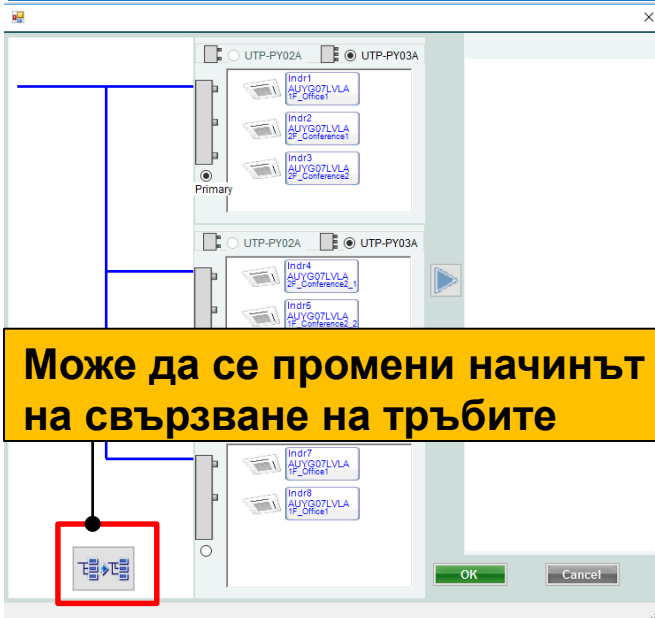 UTP-PY02A UTP-PY03A
Indr1
AUYG07LVLA
1F_Office1
Indr2
AUYG07LVLA
2F_Conference1
Indr3
AUYG07LVLA
2F_Conference2
Primary
UTP-PY02A UTP-PY03A
Indr4
AUYG07LVLA
2F_Conference2_1
Indr5
AUYG07LVLA
1F_Conference2_2
Може да се промени начинът
на свързване на тръбите
Indr7
AUYG07LVLA
1F_Office1
Indr8
AUYG07LVLA
1F_Office1
OK Cancel